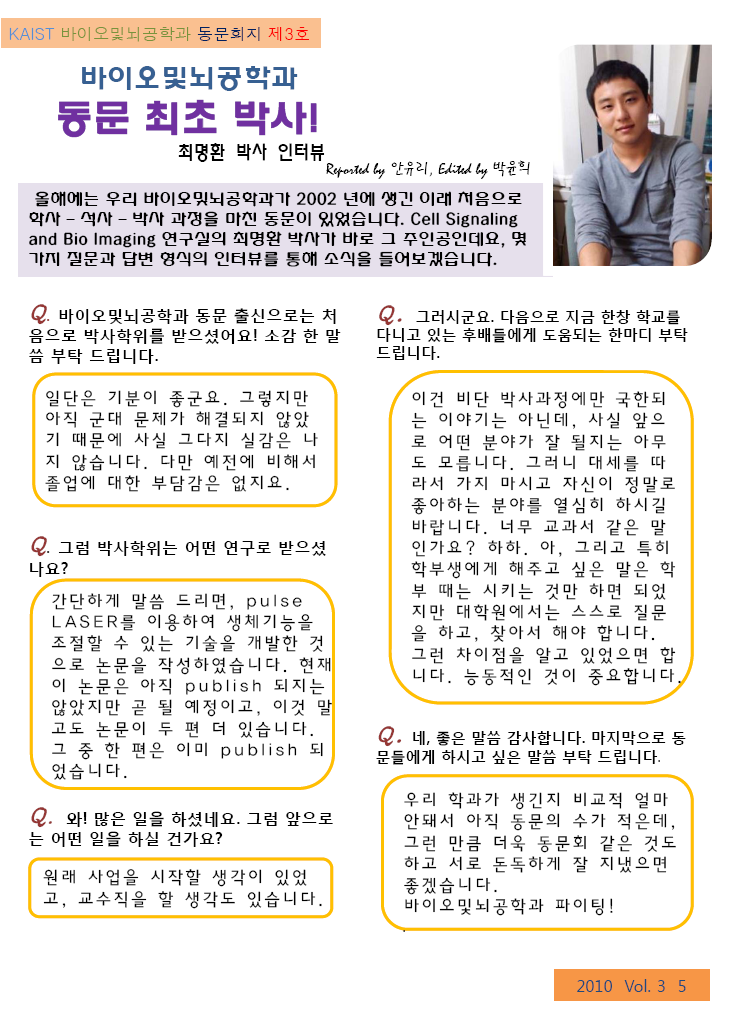 KAIST 바이오및뇌공학과 동문회지 제3호
바이오및뇌공학과
동문 최초 박사!
최명환 박사 인터뷰
Reported by 안유리, Edited by 박윤희
올해에는 우리 바이오및뇌공학과가 2002 년에 생긴 이래 처음으로
학사 – 석사 – 박사 과정을 마친 동문이 있었습니다. Cell Signaling
and Bio Imaging 연구실의 최명환 박사가 바로 그 주인공인데요, 몇
가지 질문과 답변 형식의 인터뷰를 통해 소식을 들어보겠습니다.
Q. 바이오및뇌공학과 동문 출신으로는 처
음으로 박사학위를 받으셨어요! 소감 한 말
씀 부탁 드립니다.
일단은 기분이 좋군요. 그렇지만
아직 군대 문제가 해결되지 않았
기 때문에 사실 그다지 실감은 나
지 않습니다. 다만 예전에 비해서
졸업에 대한 부담감은 없지요.
Q. 그럼 박사학위는 어떤 연구로 받으셨
나요?
간단하게 말씀 드리면, pulse
LASER를 이용하여 생체기능을
조절할 수 있는 기술을 개발한 것
으로 논문을 작성하였습니다. 현재
이 논문은 아직 publish 되지는
않았지만 곧 될 예정이고, 이것 말
고도 논문이 두 편 더 있습니다.
그 중 한 편은 이미 publish 되
었습니다.
Q. 와! 많은 일을 하셨네요. 그럼 앞으로
는 어떤 일을 하실 건가요?
원래 사업을 시작할 생각이 있었
고, 교수직을 할 생각도 있습니다.
Q. 그러시군요. 다음으로 지금 한창 학교를
다니고 있는 후배들에게 도움되는 한마디 부탁
드립니다.
이건 비단 박사과정에만 국한되
는 이야기는 아닌데, 사실 앞으
로 어떤 분야가 잘 될지는 아무
도 모릅니다. 그러니 대세를 따
라서 가지 마시고 자신이 정말로
좋아하는 분야를 열심히 하시길
바랍니다. 너무 교과서 같은 말
인가요? 하하. 아, 그리고 특히
학부생에게 해주고 싶은 말은 학
부 때는 시키는 것만 하면 되었
지만 대학원에서는 스스로 질문
을 하고, 찾아서 해야 합니다.
그런 차이점을 알고 있었으면 합
니다. 능동적인 것이 중요합니다.
Q. 네, 좋은 말씀 감사합니다. 마지막으로 동
문들에게 하시고 싶은 말씀 부탁 드립니다.
우리 학과가 생긴지 비교적 얼마
안돼서 아직 동문의 수가 적은데,
그런 만큼 더욱 동문회 같은 것도
하고 서로 돈독하게 잘 지냈으면
좋겠습니다.
바이오및뇌공학과 파이팅!
.
2010 Vol. 3 5